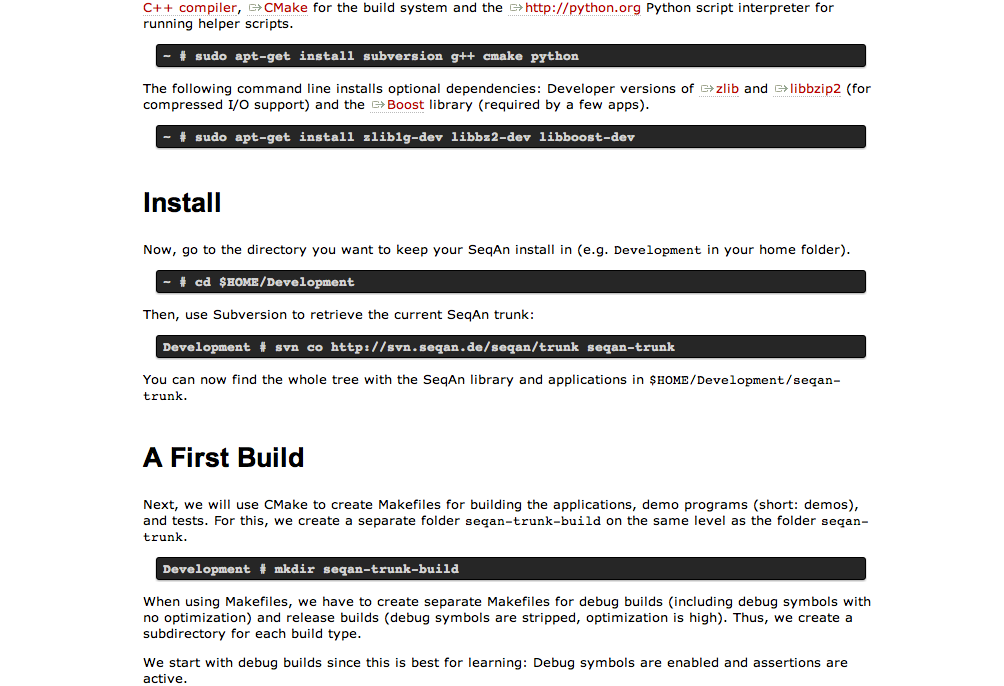 C++ compiler, CMake for the build system and the http://python.org Python script interpreter for
running helper scripts.
~ # sudo apt-get install subversion g++ cmake python
The following command line installs optional dependencies: Developer versions of zlib and libbzip2 (for
compressed I/O support) and the Boost library (required by a few apps).
~ # sudo apt-get install zlib1g-dev libbz2-dev libboost-dev
Install
Now, go to the directory you want to keep your SeqAn install in (e.g. Development in your home folder).
~ # cd $HOME/Development
Then, use Subversion to retrieve the current SeqAn trunk:
Development # svn co http://svn.seqan.de/seqan/trunk seqan-trunk
You can now find the whole tree with the SeqAn library and applications in $HOME/Development/seqan-
trunk.
A First Build
Next, we will use CMake to create Makefiles for building the applications, demo programs (short: demos),
and tests. For this, we create a separate folder seqan-trunk-build on the same level as the folder seqan-
trunk.
Development # mkdir seqan-trunk-build
When using Makefiles, we have to create separate Makefiles for debug builds (including debug symbols with
no optimization) and release builds (debug symbols are stripped, optimization is high). Thus, we create a
subdirectory for each build type.
We start with debug builds since this is best for learning: Debug symbols are enabled and assertions are
active.